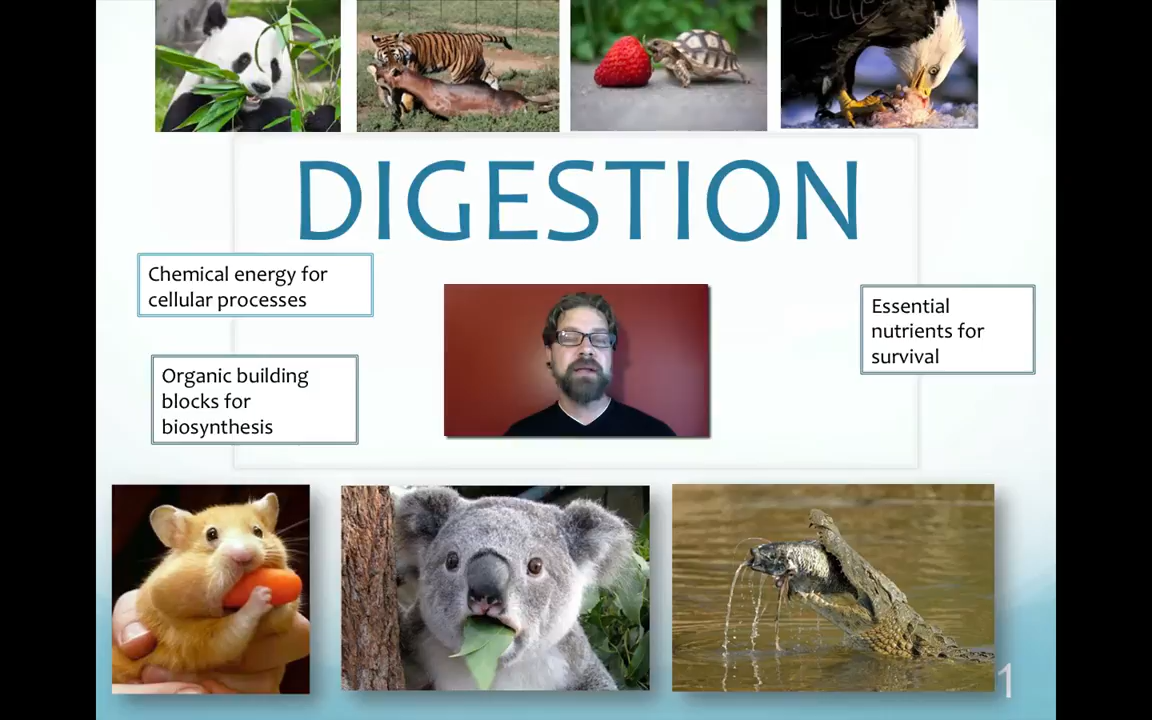 DIGESTION
Chemical energy for
cellular processes
Organic building
blocks for
biosynthesis
Essential
nutrients for
survival
1